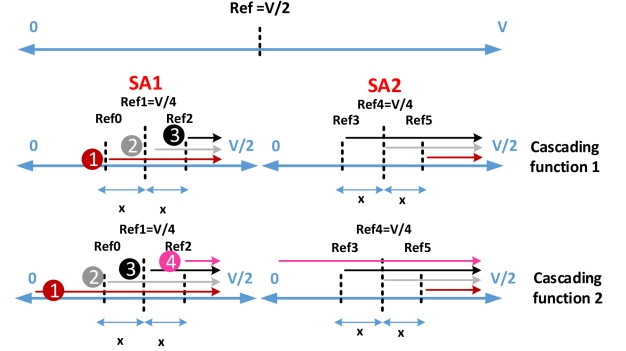 Ref =V/2
0 V
SA1 SA2
Ref1=V/4 Ref4=V/4
Ref0 Ref2 Ref3 Ref5
3
0 2 V/2 0 V/2
1
Cascading
function 1
x x x x
Ref1=V/4 Ref4=V/4
Ref0 Ref2 Ref3 Ref5
4
3
0 2 V/2 0 V/2
1
Cascading
function 2
x x x x